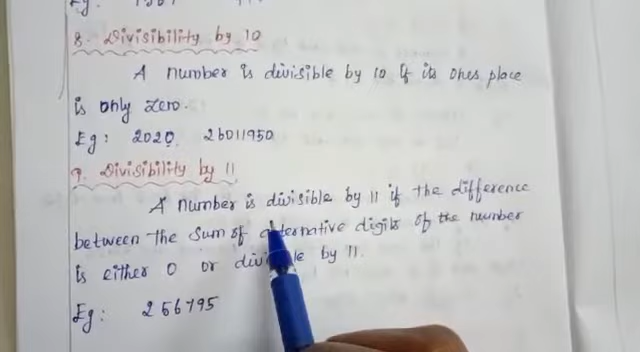 8. Divisibility by 10
A number is divisible by 10 if its ones place
is only zero.
Eg: 2020 26011950
9. Divisibility by 11
A number is divisible by 11 if the difference
between the sum of alternative digits of the number
is either 0 or divisible by 11.
Eg: 256795